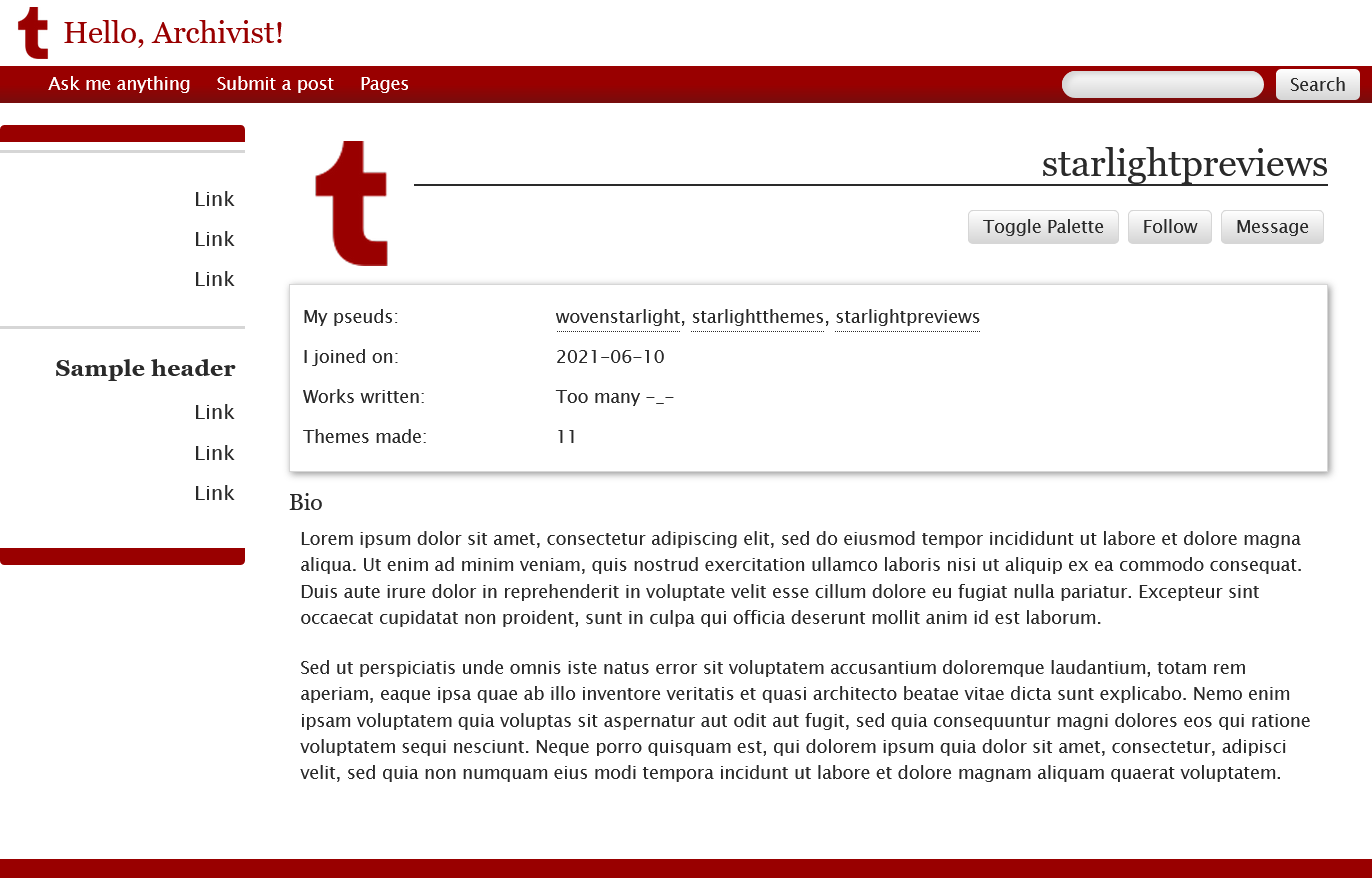 Hello, Archivist!
Ask me anything Submit a post Pages Search
starlightpreviews
Toggle Palette Follow Message
Link
Link
Link
Sample header
Link
Link
Link
My pseuds: wovenstarlight, starlightthemes, starlightpreviews
I joined on: 2021-06-10
Works written: Too many -_-
Themes made: 11
Bio
Lorem ipsum dolor sit amet, consectetur adipiscing elit, sed do eiusmod tempor incididunt ut labore et dolore magna
aliqua. Ut enim ad minim veniam, quis nostrud exercitation ullamco laboris nisi ut aliquip ex ea commodo consequat.
Duis aute irure dolor in reprehenderit in voluptate velit esse cillum dolore eu fugiat nulla pariatur. Excepteur sint
occaecat cupidatat non proident, sunt in culpa qui officia deserunt mollit anim id est laborum.
Sed ut perspiciatis unde omnis iste natus error sit voluptatem accusantium doloremque laudantium, totam rem
aperiam, eaque ipsa quae ab illo inventore veritatis et quasi architecto beatae vitae dicta sunt explicabo. Nemo enim
ipsam voluptatem quia voluptas sit aspernatur aut odit aut fugit, sed quia consequuntur magni dolores eos qui ratione
voluptatem sequi nesciunt. Neque porro quisquam est, qui dolorem ipsum quia dolor sit amet, consectetur, adipisci
velit, sed quia non numquam eius modi tempora incidunt ut labore et dolore magnam aliquam quaerat voluptatem.